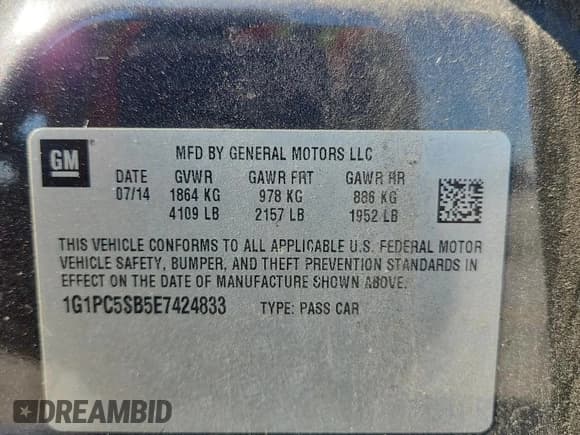 GM
MFD BY GENERAL MOTORS LLC
DATE GVWR GAWR FRT GAWR RR
07/14 1864 KG 978 KG 886 KG
4109 LB 2157 LB 1952 LB
THIS VEHICLE CONFORMS TO ALL APPLICABLE U.S. FEDERAL MOTOR
VEHICLE SAFETY, BUMPER, AND THEFT PREVENTION STANDARDS IN
EFFECT ON THE DATE OF MANUFACTURE SHOWN ABOVE.
1G1PC5SB5E7424833 TYPE: PASS CAR
DREAMBID